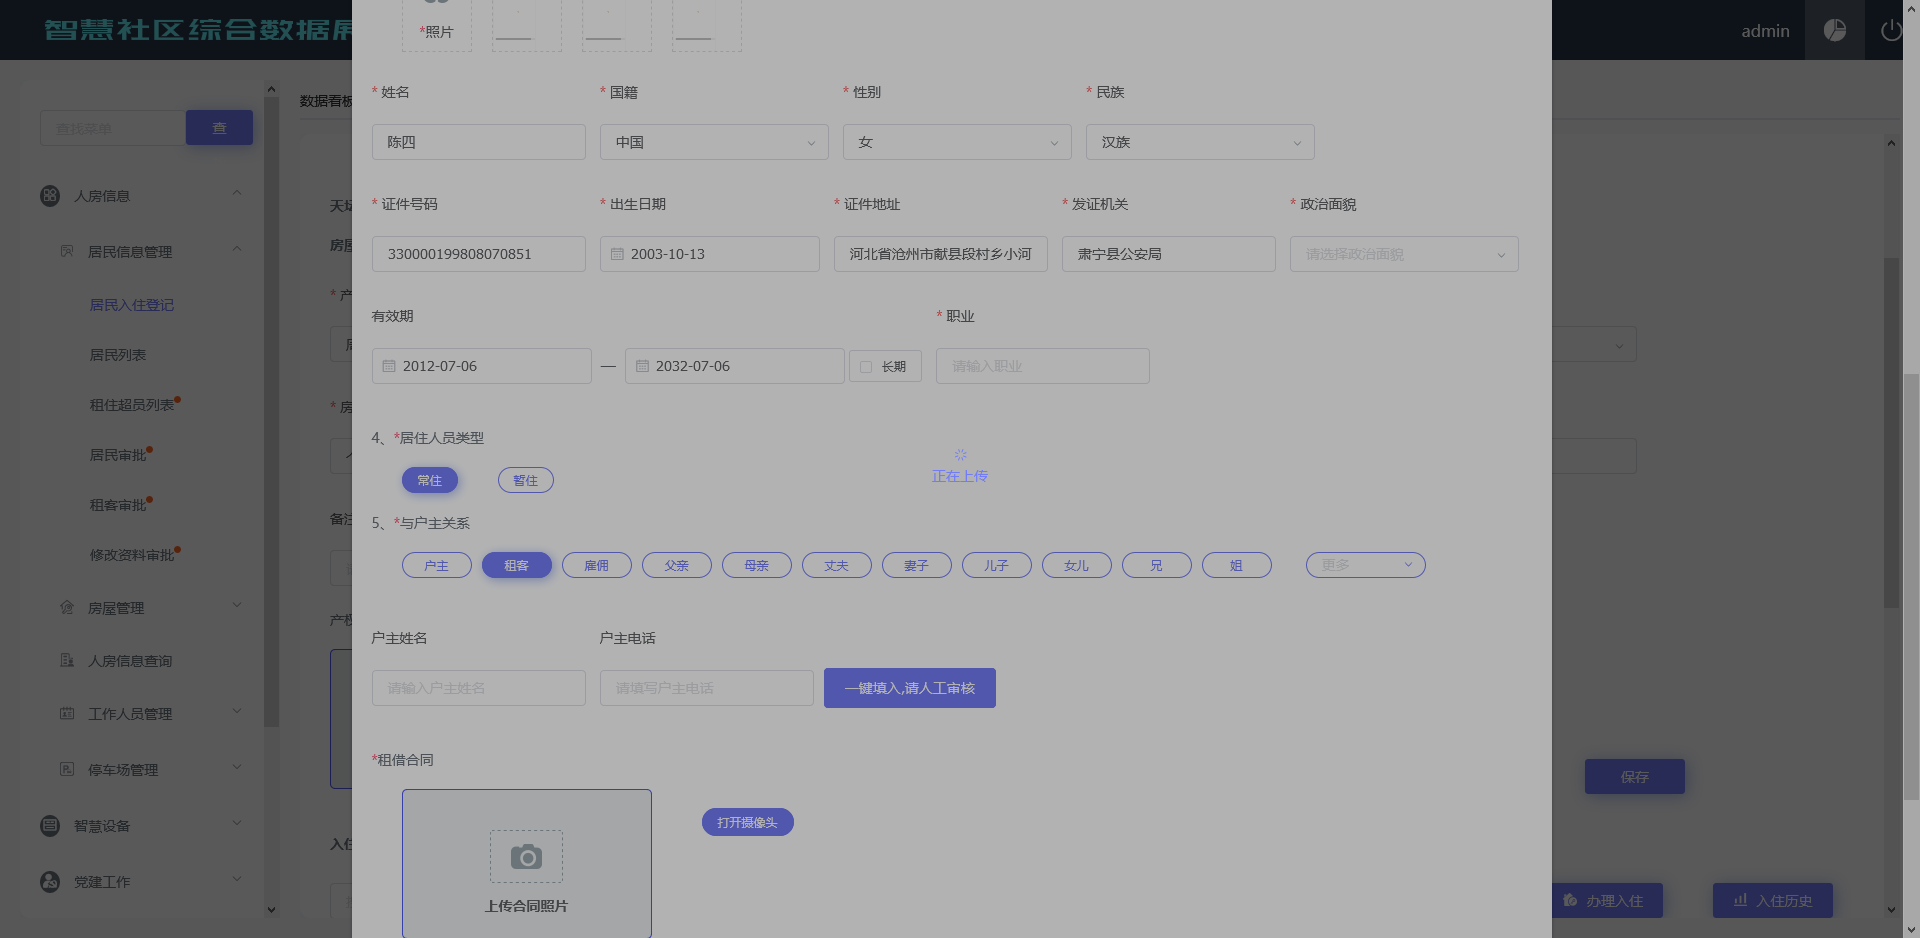 智慧社区综合数据展
admin
查找菜单 查
数据看板
人房信息
居民信息管理
居民入住登记
居民列表
租住超员列表
居民审批
租客审批
修改资料审批
房屋管理
人房信息查询
工作人员管理
停车场管理
智慧设备
党建工作
房屋
* 产
* 房
备注
产权
入住
*照片
* 姓名 * 国籍 * 性别 * 民族
陈四 中国 女 汉族
* 证件号码 * 出生日期 * 证件地址 * 发证机关 * 政治面貌
330000199808070851 2003-10-13 河北省沧州市献县段村乡小河 肃宁县公安局 请选择政治面貌
有效期 * 职业
2012-07-06 — 2032-07-06 长期 请输入职业
4、*居住人员类型
常住 暂住
正在上传
5、*与户主关系
户主 租客 雇佣 父亲 母亲 丈夫 妻子 儿子 女儿 兄 姐 更多
户主姓名 户主电话
请输入户主姓名 请填写户主电话 一键填入,请人工审核
*租借合同
打开摄像头
上传合同照片
保存
办理入住 入住历史